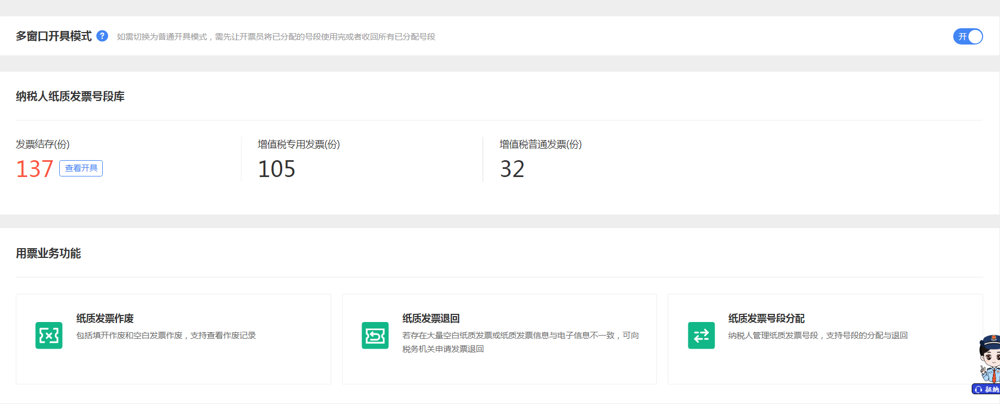 多窗口开具模式 ? 如需切换为普通开具模式，需先让开票员将已分配的号段使用完或者收回所有已分配号段 开
纳税人纸质发票号段库
发票结存(份) 增值税专用发票(份) 增值税普通发票(份)
137 查看开具 105 32
用票业务功能
纸质发票作废
包括填开作废和空白发票作废，支持查看作废记录
纸质发票退回
若存在大量空白纸质发票或纸质发票信息与电子信息不一致，可向
税务机关申请发票退回
纸质发票号段分配
纳税人管理纸质发票号段，支持号段的分配与退回
征纳